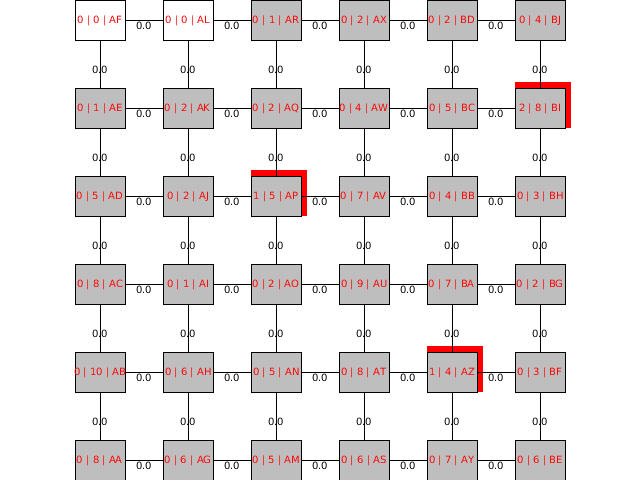 0 | 0 | AF 0.0 0 | 0 | AL 0.0 0 | 1 | AR 0.0 0 | 2 | AX 0.0 0 | 2 | BD 0.0 0 | 4 | BJ
0.0 0.0 0.0 0.0 0.0 0.0
0 | 1 | AE 0.0 0 | 2 | AK 0.0 0 | 2 | AQ 0.0 0 | 4 | AW 0.0 0 | 5 | BC 0.0 2 | 8 | BI
0.0 0.0 0.0 0.0 0.0 0.0
0 | 5 | AD 0.0 0 | 2 | AJ 0.0 1 | 5 | AP 0.0 0 | 7 | AV 0.0 0 | 4 | BB 0.0 0 | 3 | BH
0.0 0.0 0.0 0.0 0.0 0.0
0 | 8 | AC 0.0 0 | 1 | AI 0.0 0 | 2 | AO 0.0 0 | 9 | AU 0.0 0 | 7 | BA 0.0 0 | 2 | BG
0.0 0.0 0.0 0.0 0.0 0.0
0 | 10 | AB 0.0 0 | 6 | AH 0.0 0 | 5 | AN 0.0 0 | 8 | AT 0.0 1 | 4 | AZ 0.0 0 | 3 | BF
0.0 0.0 0.0 0.0 0.0 0.0
0 | 8 | AA 0.0 0 | 6 | AG 0.0 0 | 5 | AM 0.0 0 | 6 | AS 0.0 0 | 7 | AY 0.0 0 | 6 | BE